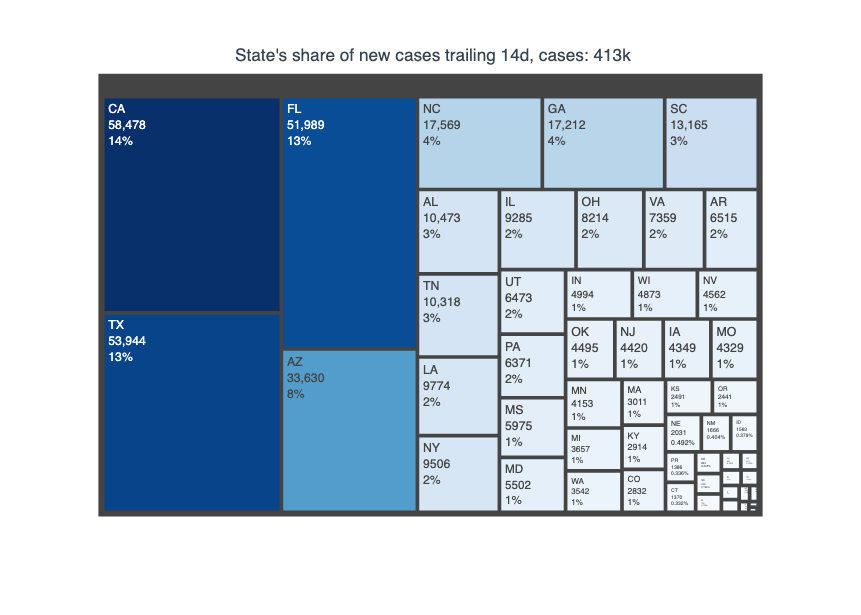 State's share of new cases trailing 14d, cases: 413k
CA
58,478
14%
TX
53,944
13%
FL
51,989
13%
AZ
33,630
8%
NC
17,569
4%
GA
17,212
4%
SC
13,165
3%
AL
10,473
3%
TN
10,318
3%
LA
9774
2%
NY
9506
2%
IL
9285
2%
OH
8214
2%
VA
7359
2%
AR
6515
2%
UT
6473
2%
PA
6371
2%
MS
5975
1%
MD
5502
1%
IN
4994
1%
WI
4873
1%
NV
4562
1%
OK
4495
1%
NJ
4420
1%
IA
4349
1%
MO
4329
1%
MN
4153
1%
MI
3657
1%
WA
3542
1%
MA
3011
1%
KY
2914
1%
CO
2832
1%
KS
2491
1%
OR
2441
1%
NE
2031
0.492%
NM
1666
0.404%
ID
0.379%
PR
0.336%
CT
1370
0.332%